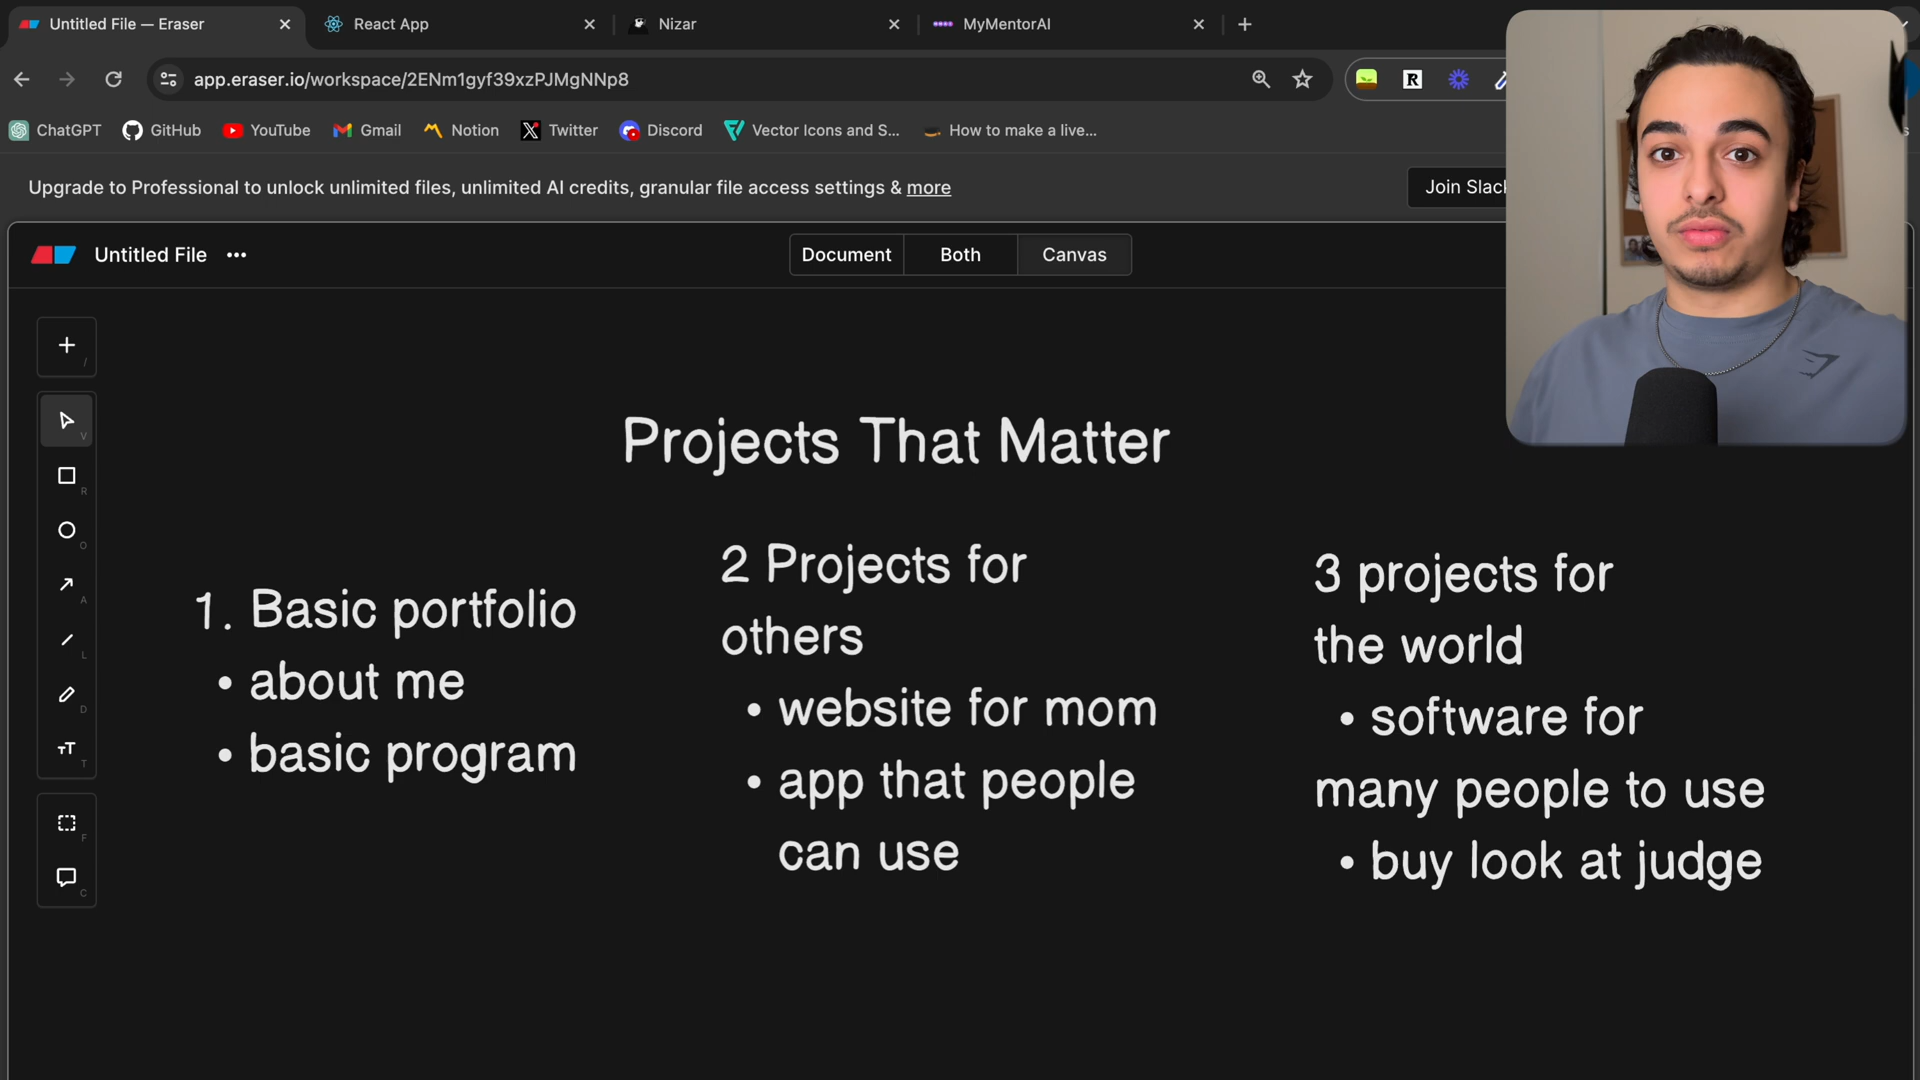 Untitled File — Eraser
React App
Nizar
MyMentorAI
app.eraser.io/workspace/2ENm1gyf39xzPJMgNNp8
R
ChatGPT
GitHub
YouTube
Gmail
Notion
Twitter
Discord
Vector Icons and S...
How to make a live...
Upgrade to Professional to unlock unlimited files, unlimited AI credits, granular file access settings & more
Join Slack
Untitled File
Document
Both
Canvas
/
V
R
O
A
L
D
T
F
C
Projects That Matter
1. Basic portfolio
• about me
• basic program
2 Projects for
others
• website for mom
• app that people
can use
3 projects for
the world
• software for
many people to use
• buy look at judge